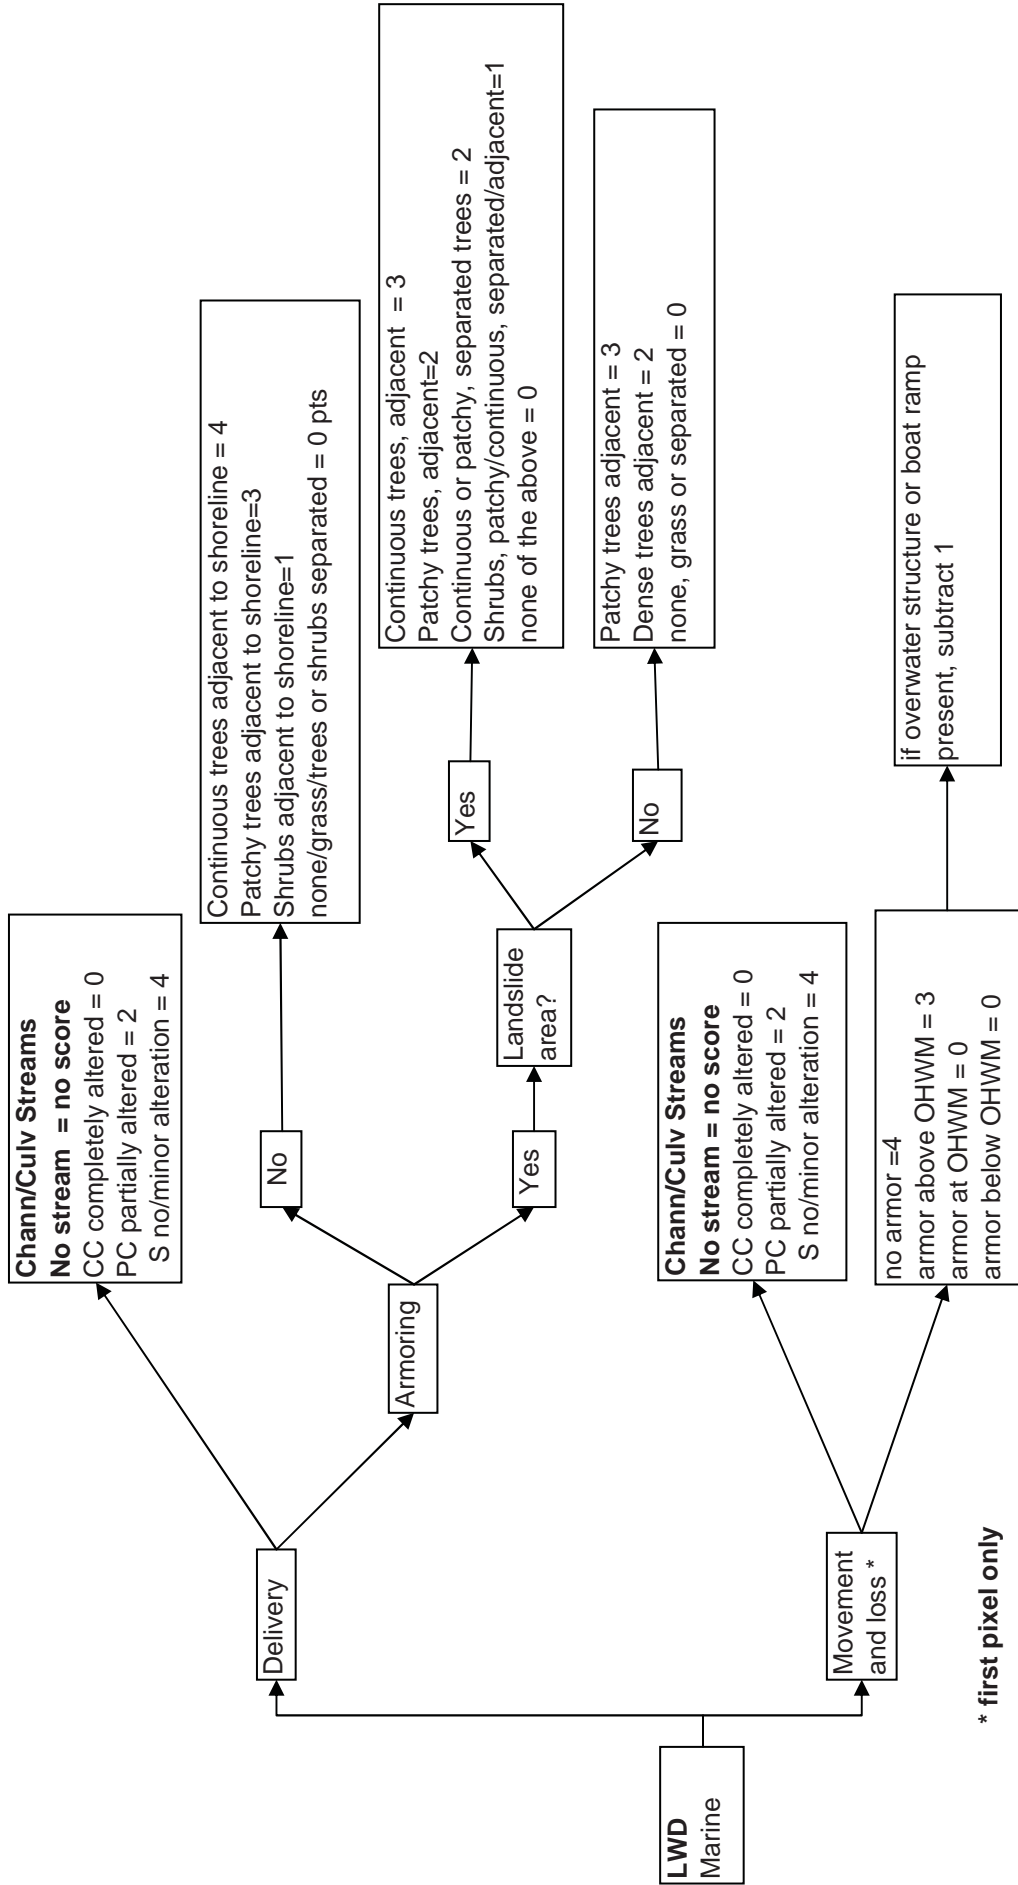 LWD
Marine
Delivery
Chann/Culv Streams
No stream  = no score
CC completely altered = 0
PC partially altered = 2
S no/minor alteration = 4
Armoring
No
Continuous trees adjacent to shoreline = 4
Patchy trees adjacent to shoreline=3
Shrubs adjacent to shoreline=1
none/grass/trees or shrubs separated = 0 pts
Yes
Landslide
area?
Yes
Continuous trees, adjacent  = 3
Patchy trees, adjacent=2
Continuous or patchy, separated trees = 2
Shrubs, patchy/continuous, separated/adjacent=1
none of the above = 0
No
Patchy trees adjacent = 3
Dense trees adjacent = 2
none, grass or separated = 0
Movement
and loss *
Chann/Culv Streams
No stream = no score
CC completely altered = 0
PC partially altered = 2
S no/minor alteration = 4
no armor =4
armor above OHWM = 3
armor at OHWM = 0
armor below OHWM = 0
if overwater structure or boat ramp
present, subtract 1
* first pixel only